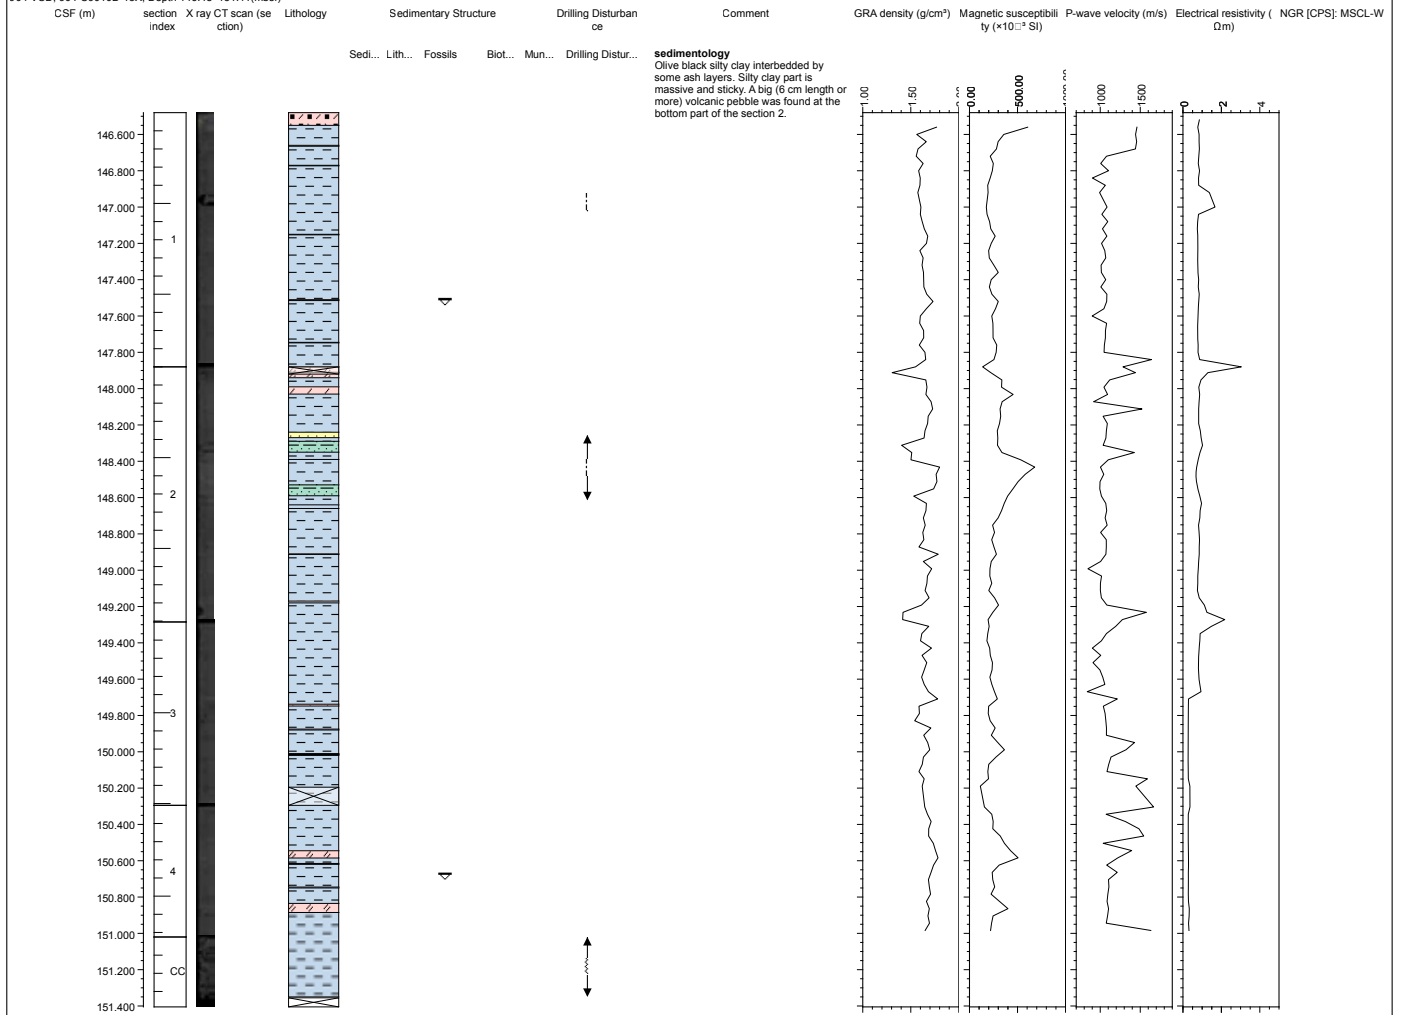 CSF (m)
section index
X ray CT scan (se
ction)
Lithology
Sedimentary Structure
Drilling Disturban
ce
Comment
GRA density (g/cm³)
Magnetic susceptibili
ty (×10□³ SI)
P-wave velocity (m/s)
Electrical resistivity (
Ωm)
NGR [CPS]: MSCL-W
Sedi... Lith... Fossils Biot... Mun... Drilling Distur...
sedimentology
Olive black silty clay interbedded by
some ash layers. Silty clay part is
massive and sticky. A big (6 cm length or
more) volcanic pebble was found at the
bottom part of the section 2.
1.00 1.50
0.00 500.00
1000 1500
0 2 4
146.600
146.800
147.000
147.200
147.400
147.600
147.800
148.000
148.200
148.400
148.600
148.800
149.000
149.200
149.400
149.600
149.800
150.000
150.200
150.400
150.600
150.800
151.000
151.200
151.400
1
2
3
4
CC